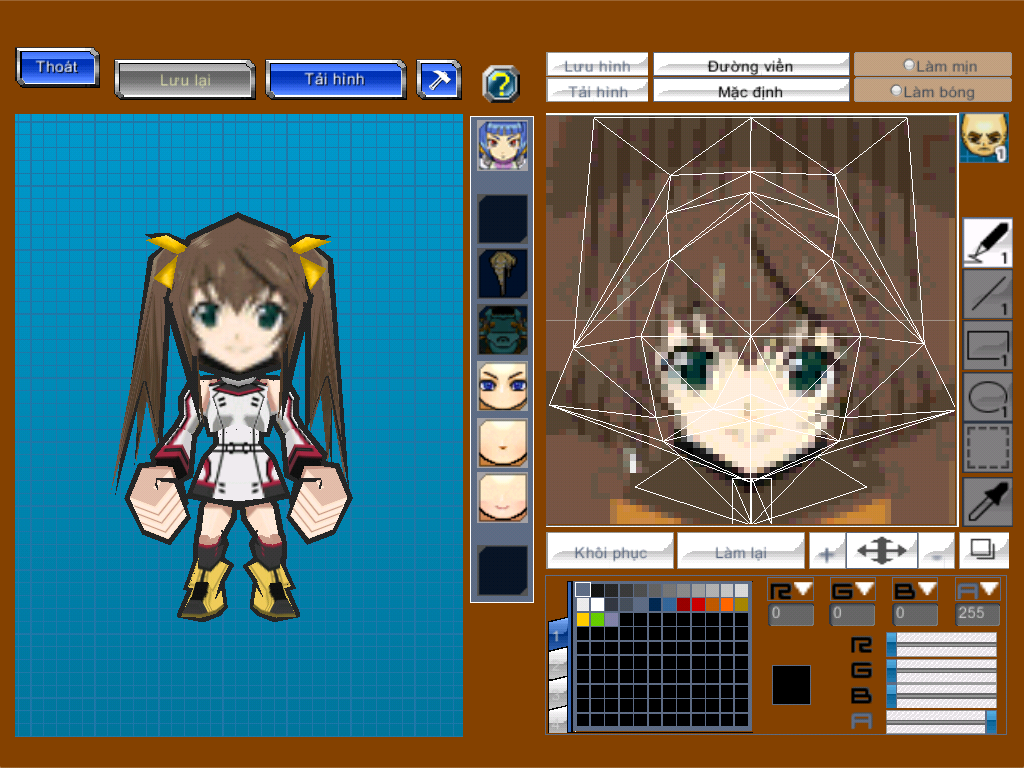 Thoát
Lưu lại
Tải hình
?
Lưu hình
Đường viền
Làm mịn
Tải hình
Mặc định
Làm bóng
1
1
1
1
1
Khôi phục
Làm lại
+
-
1
R G B A
0 0 0 255
R
G
B
A